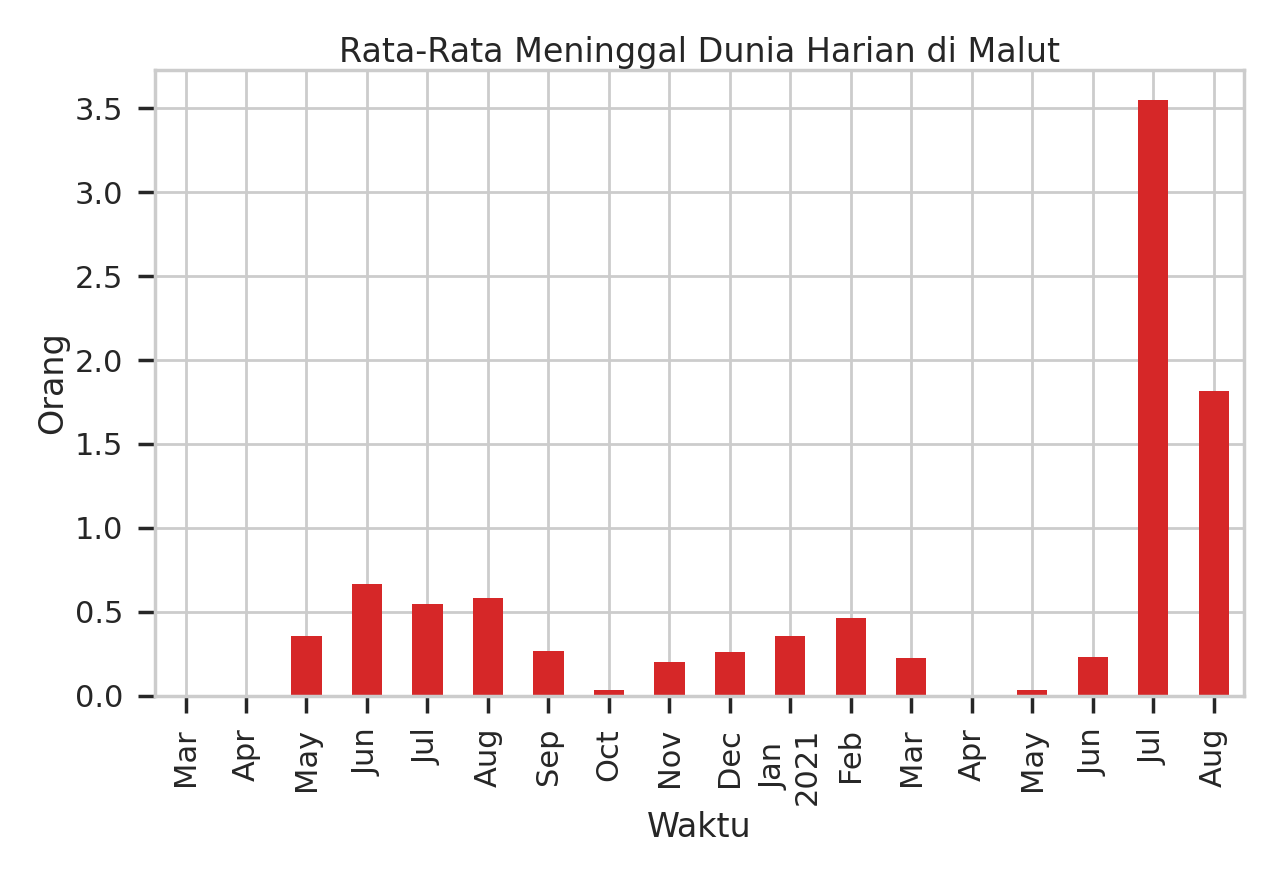 Rata-Rata Meninggal Dunia Harian di Malut
3.5
3.0
2.5
2.0
1.5
1.0
0.5
0.0
Orang
Mar
Apr
May
Jun
Jul
Aug
Sep
Oct
Nov
Dec
Jan
2021
Feb
Mar
Apr
May
Jun
Jul
Aug
Waktu